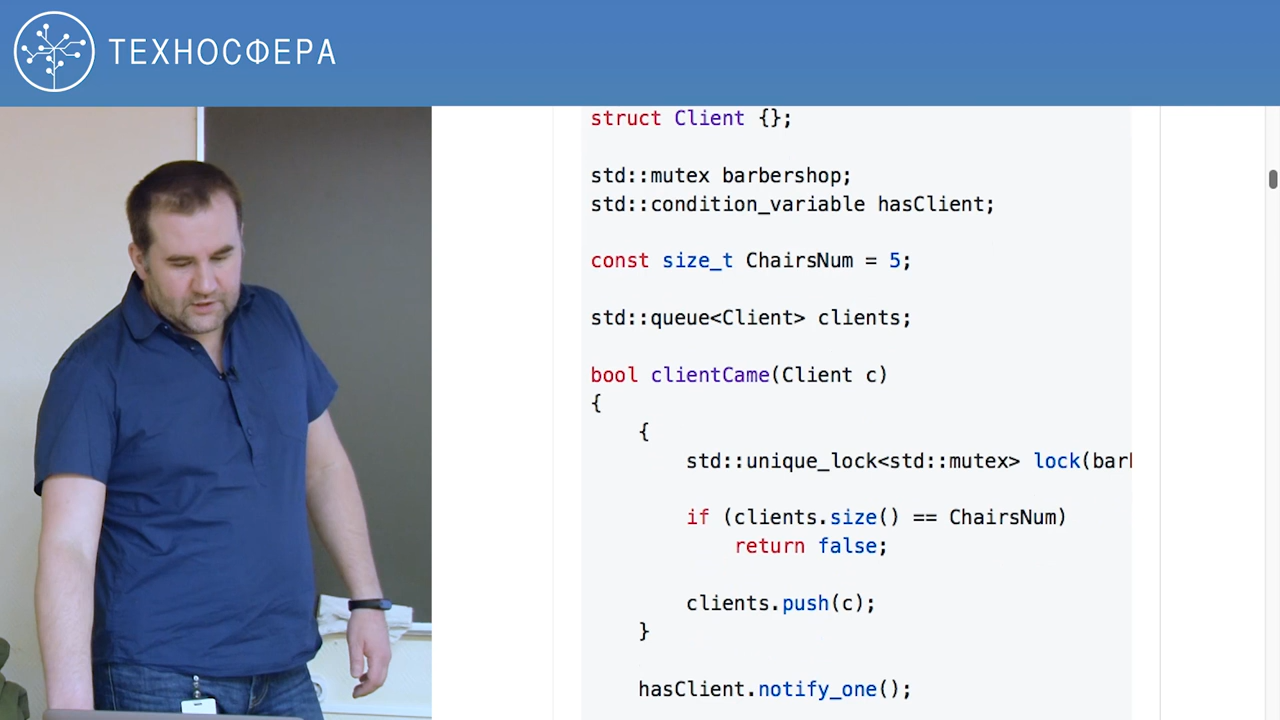 ТЕХНОСФЕРА
struct Client {};
std::mutex barbershop;
std::condition_variable hasClient;
const size_t ChairsNum = 5;
std::queue<Client> clients;
bool clientCame(Client c)
{
{
std::unique_lock<std::mutex> lock(bar
if (clients.size() == ChairsNum)
return false;
clients.push(c);
}
hasClient.notify_one();